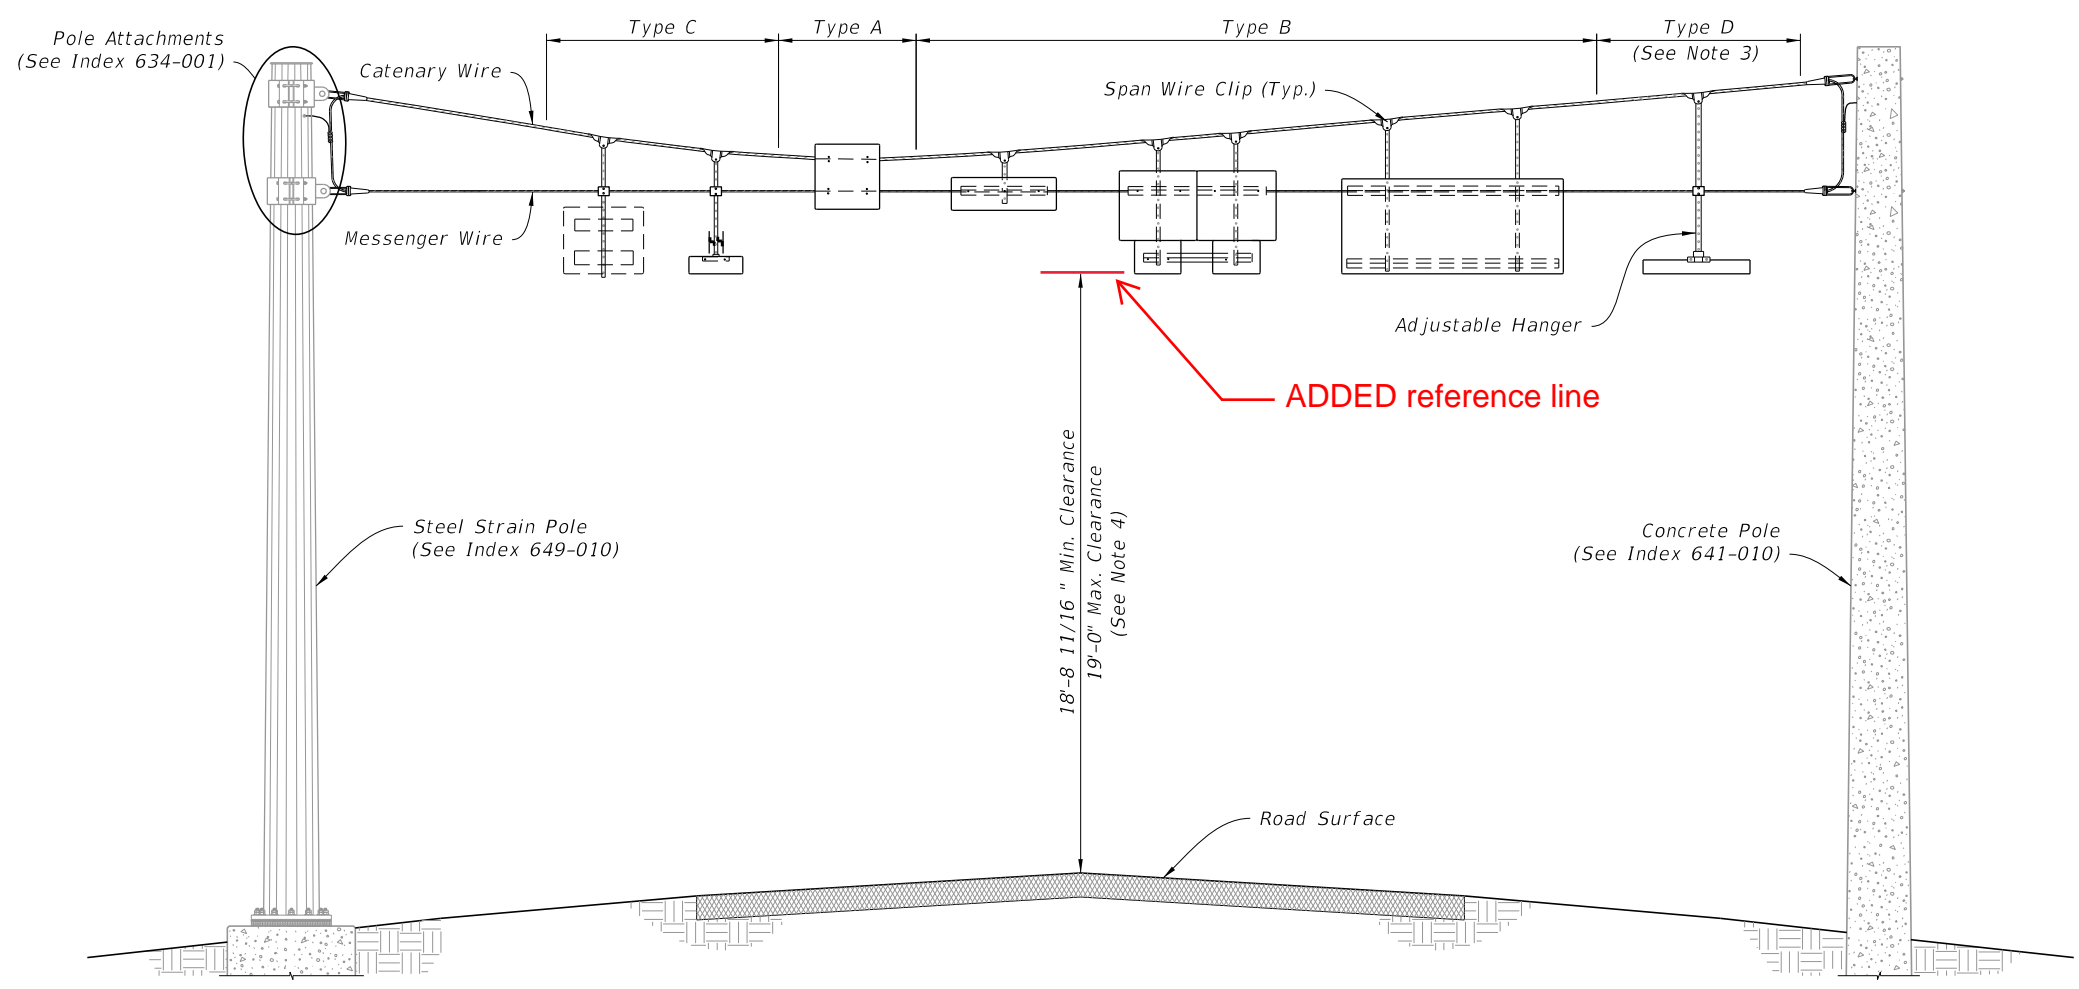 Type C
Type A
Type B
Type D
(See Note 3)
Pole Attachments
(See Index 634-001)
Catenary Wire
Span Wire Clip (Typ.)
Messenger Wire
Adjustable Hanger
ADDED reference line
18'-8 11/16 " Min. Clearance
19'-0" Max. Clearance
(See Note 4)
Steel Strain Pole
(See Index 649-010)
Concrete Pole
(See Index 641-010)
Road Surface